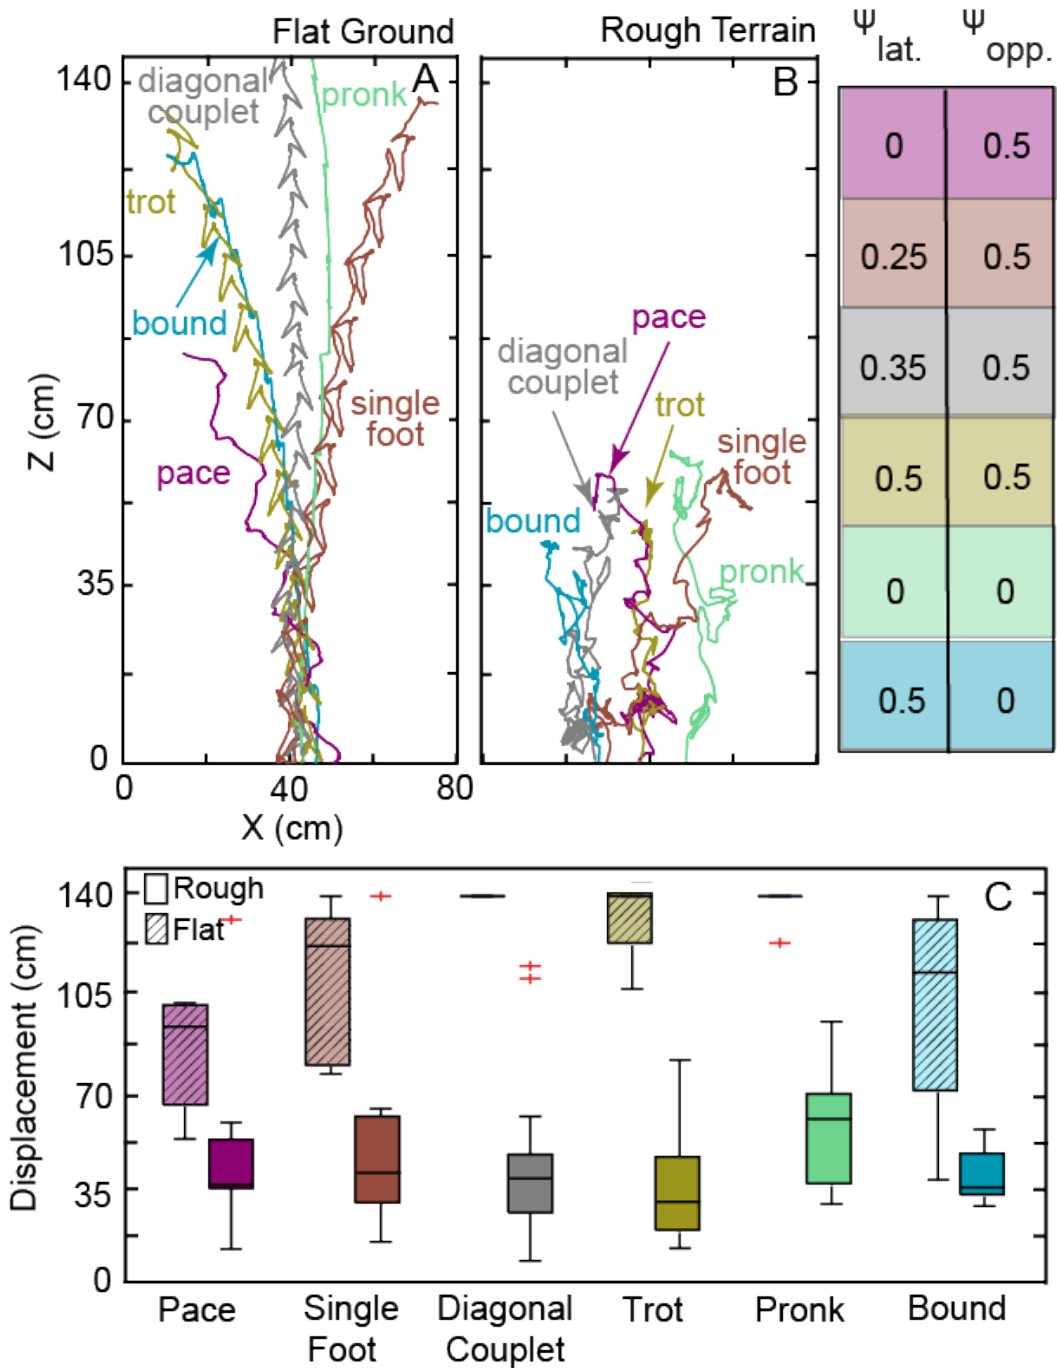 Flat Ground
Rough Terrain
Ψ lat.
Ψ opp.
A
B
140
105
70
35
0
Z (cm)
diagonal
couplet
pronk
trot
bound
pace
single
foot
0
40
80
X (cm)
pace
diagonal
couplet
trot
single
foot
bound
pronk
0 0.5
0.25 0.5
0.35 0.5
0.5 0.5
0 0
0.5 0
C
Rough
Flat
140
105
70
35
0
Displacement (cm)
Pace
Single
Foot
Diagonal
Couplet
Trot
Pronk
Bound